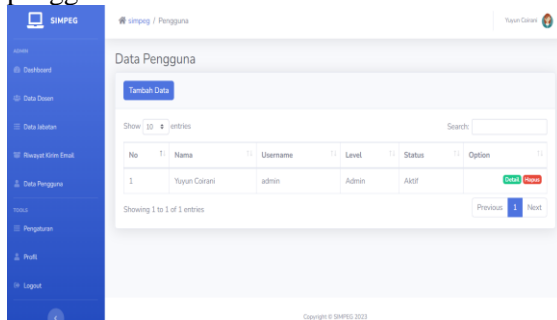 SIMPEG
simpeg / Pengguna
Yuyun Coirani
ADMIN
Dashboard
Data Dosen
Data Jabatan
Riwayat Kirim Email
Data Pengguna
TOOLS
Pengaturan
Profil
Logout
Data Pengguna
Tambah Data
Show 10 entries
Search:
No Nama Username Level Status Option
1 Yuyun Coirani admin Admin Aktif Detail Hapus
Showing 1 to 1 of 1 entries
Previous 1 Next
Copyright © SIMPEG 2023